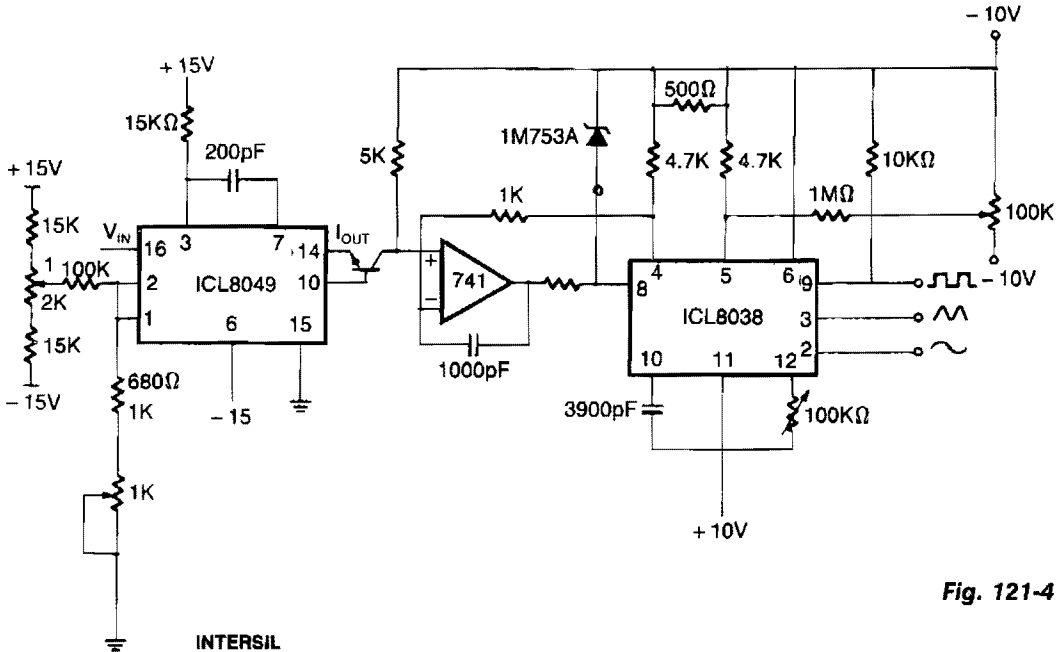 - 10V
+ 15V
15KΩ
200pF
500Ω
1M753A
5K
4.7K
4.7K
10KΩ
+ 15V
1K
1MΩ
100K
15K
V IN
16
3
7
14
I OUT
+
741
-
4
5
6
9
- 10V
1
100K
2
ICL8049
10
8
ICL8038
3
2K
1
6
15
2
15K
10
11
12
1000pF
680Ω
- 15V
1K
- 15
3900pF
100KΩ
1K
+ 10V
Fig. 121-4
INTERSIL